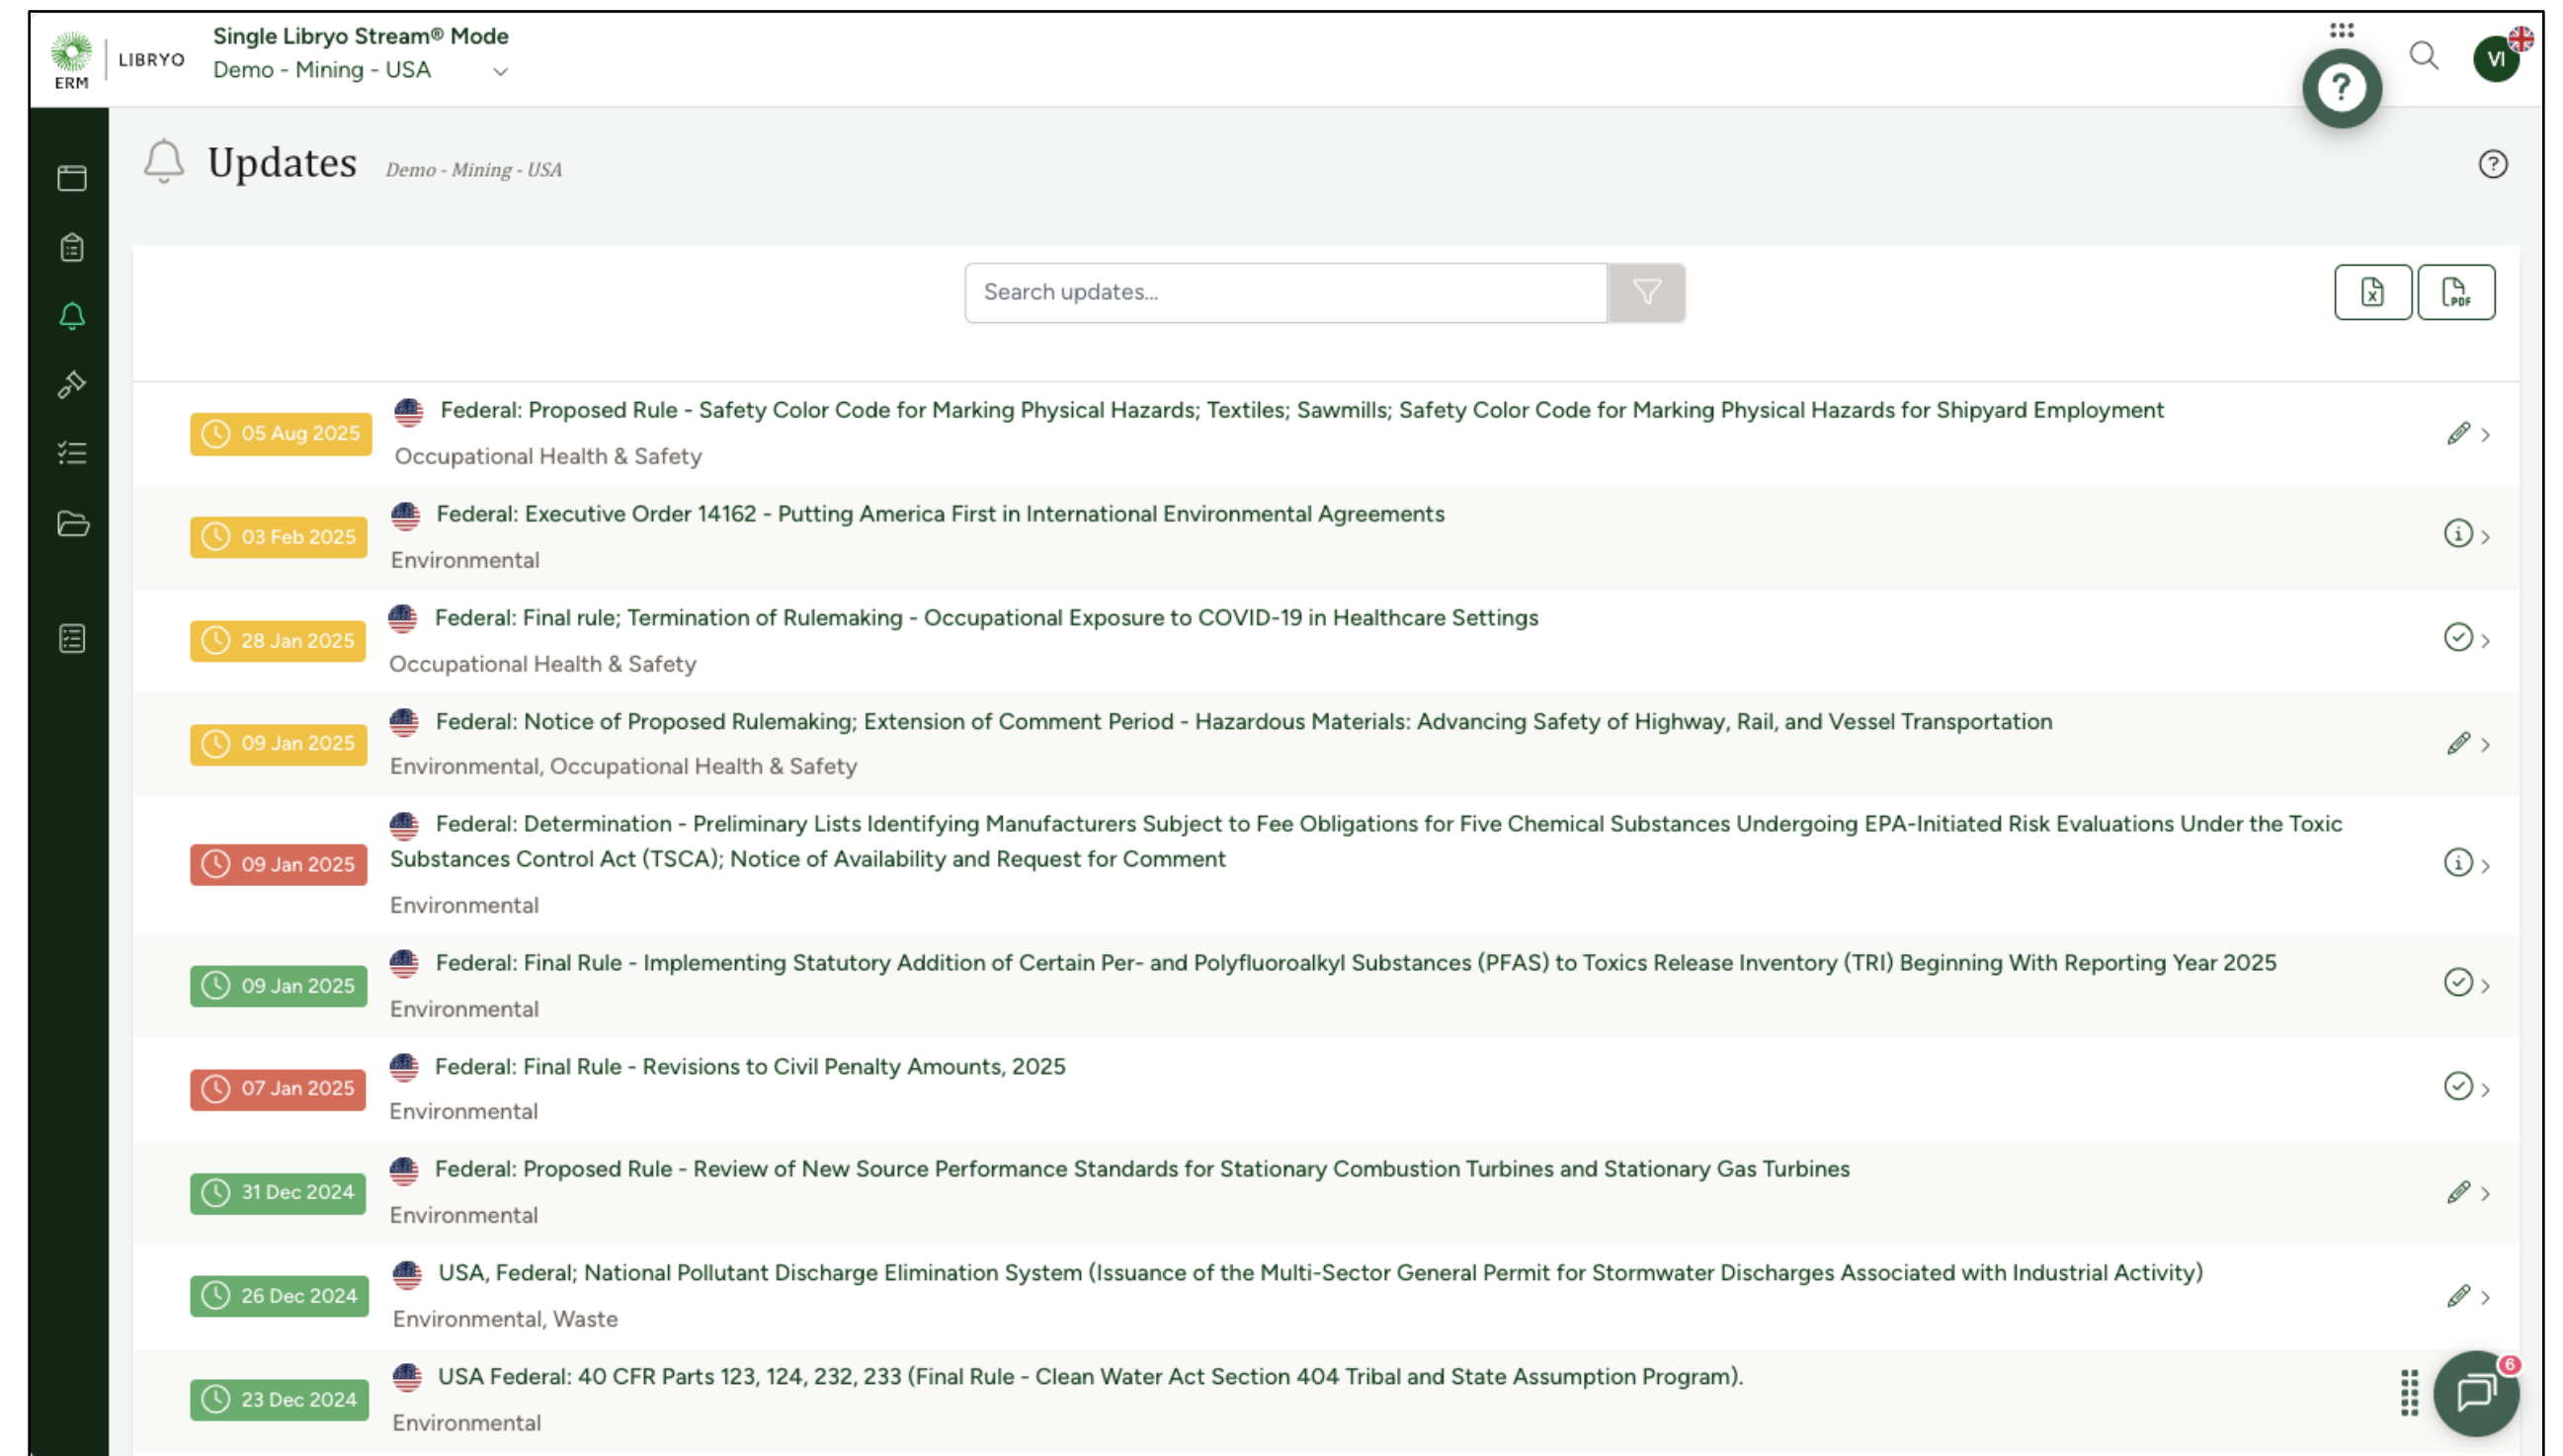 Single Libryo Stream® Mode
ERM
LIBRYO
Demo - Mining - USA
VI
?
Updates
Demo - Mining - USA
?
Search updates...
X
PDF
05 Aug 2025
Federal: Proposed Rule - Safety Color Code for Marking Physical Hazards; Textiles; Sawmills; Safety Color Code for Marking Physical Hazards for Shipyard Employment
Occupational Health & Safety
03 Feb 2025
Federal: Executive Order 14162 - Putting America First in International Environmental Agreements
Environmental
28 Jan 2025
Federal: Final rule; Termination of Rulemaking - Occupational Exposure to COVID-19 in Healthcare Settings
Occupational Health & Safety
09 Jan 2025
Federal: Notice of Proposed Rulemaking; Extension of Comment Period - Hazardous Materials: Advancing Safety of Highway, Rail, and Vessel Transportation
Environmental, Occupational Health & Safety
09 Jan 2025
Federal: Determination - Preliminary Lists Identifying Manufacturers Subject to Fee Obligations for Five Chemical Substances Undergoing EPA-Initiated Risk Evaluations Under the Toxic
Substances Control Act (TSCA); Notice of Availability and Request for Comment
Environmental
09 Jan 2025
Federal: Final Rule - Implementing Statutory Addition of Certain Per- and Polyfluoroalkyl Substances (PFAS) to Toxics Release Inventory (TRI) Beginning With Reporting Year 2025
Environmental
07 Jan 2025
Federal: Final Rule - Revisions to Civil Penalty Amounts, 2025
Environmental
31 Dec 2024
Federal: Proposed Rule - Review of New Source Performance Standards for Stationary Combustion Turbines and Stationary Gas Turbines
Environmental
26 Dec 2024
USA, Federal; National Pollutant Discharge Elimination System (Issuance of the Multi-Sector General Permit for Stormwater Discharges Associated with Industrial Activity)
Environmental, Waste
23 Dec 2024
USA Federal: 40 CFR Parts 123, 124, 232, 233 (Final Rule - Clean Water Act Section 404 Tribal and State Assumption Program).
Environmental
6